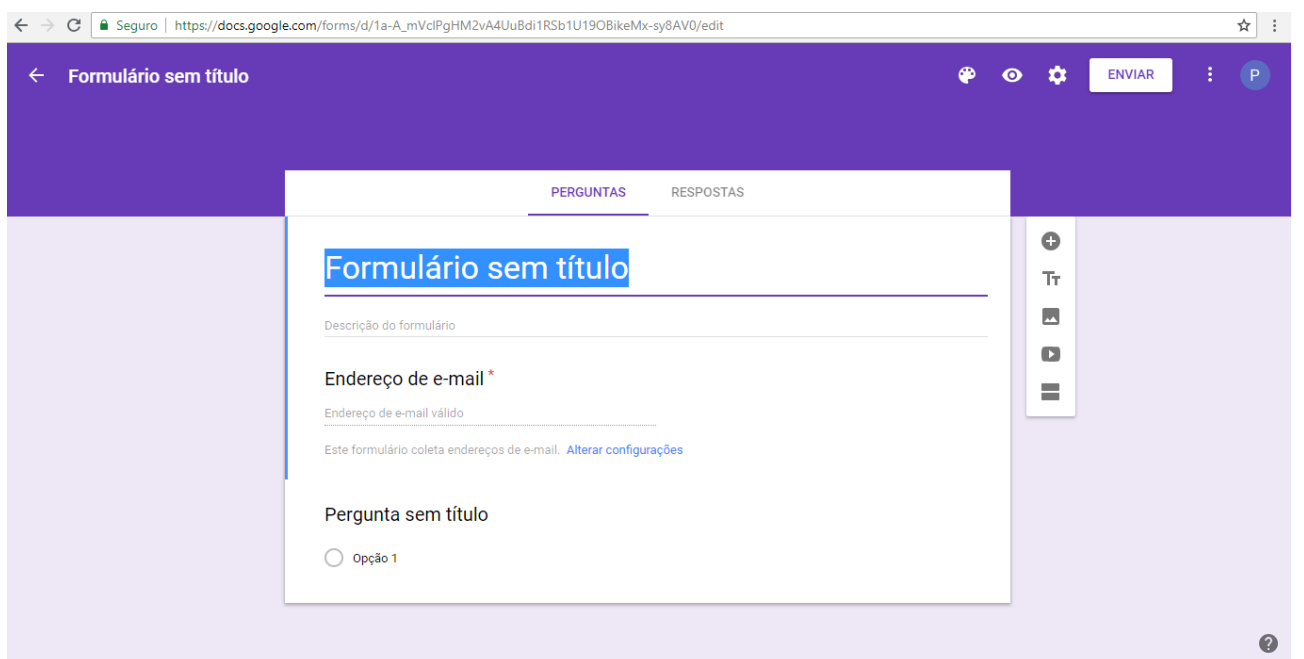 Seguro | https://docs.google.com/forms/d/1a-A_mVclPgHM2vA4UuBdi1RSb1U19OBikeMx-sy8AV0/edit
Formulário sem título
ENVIAR
P
PERGUNTAS RESPOSTAS
Formulário sem título
Tт
Descrição do formulário
Endereço de e-mail *
Endereço de e-mail válido
Este formulário coleta endereços de e-mail. Alterar configurações
Pergunta sem título
Opção 1